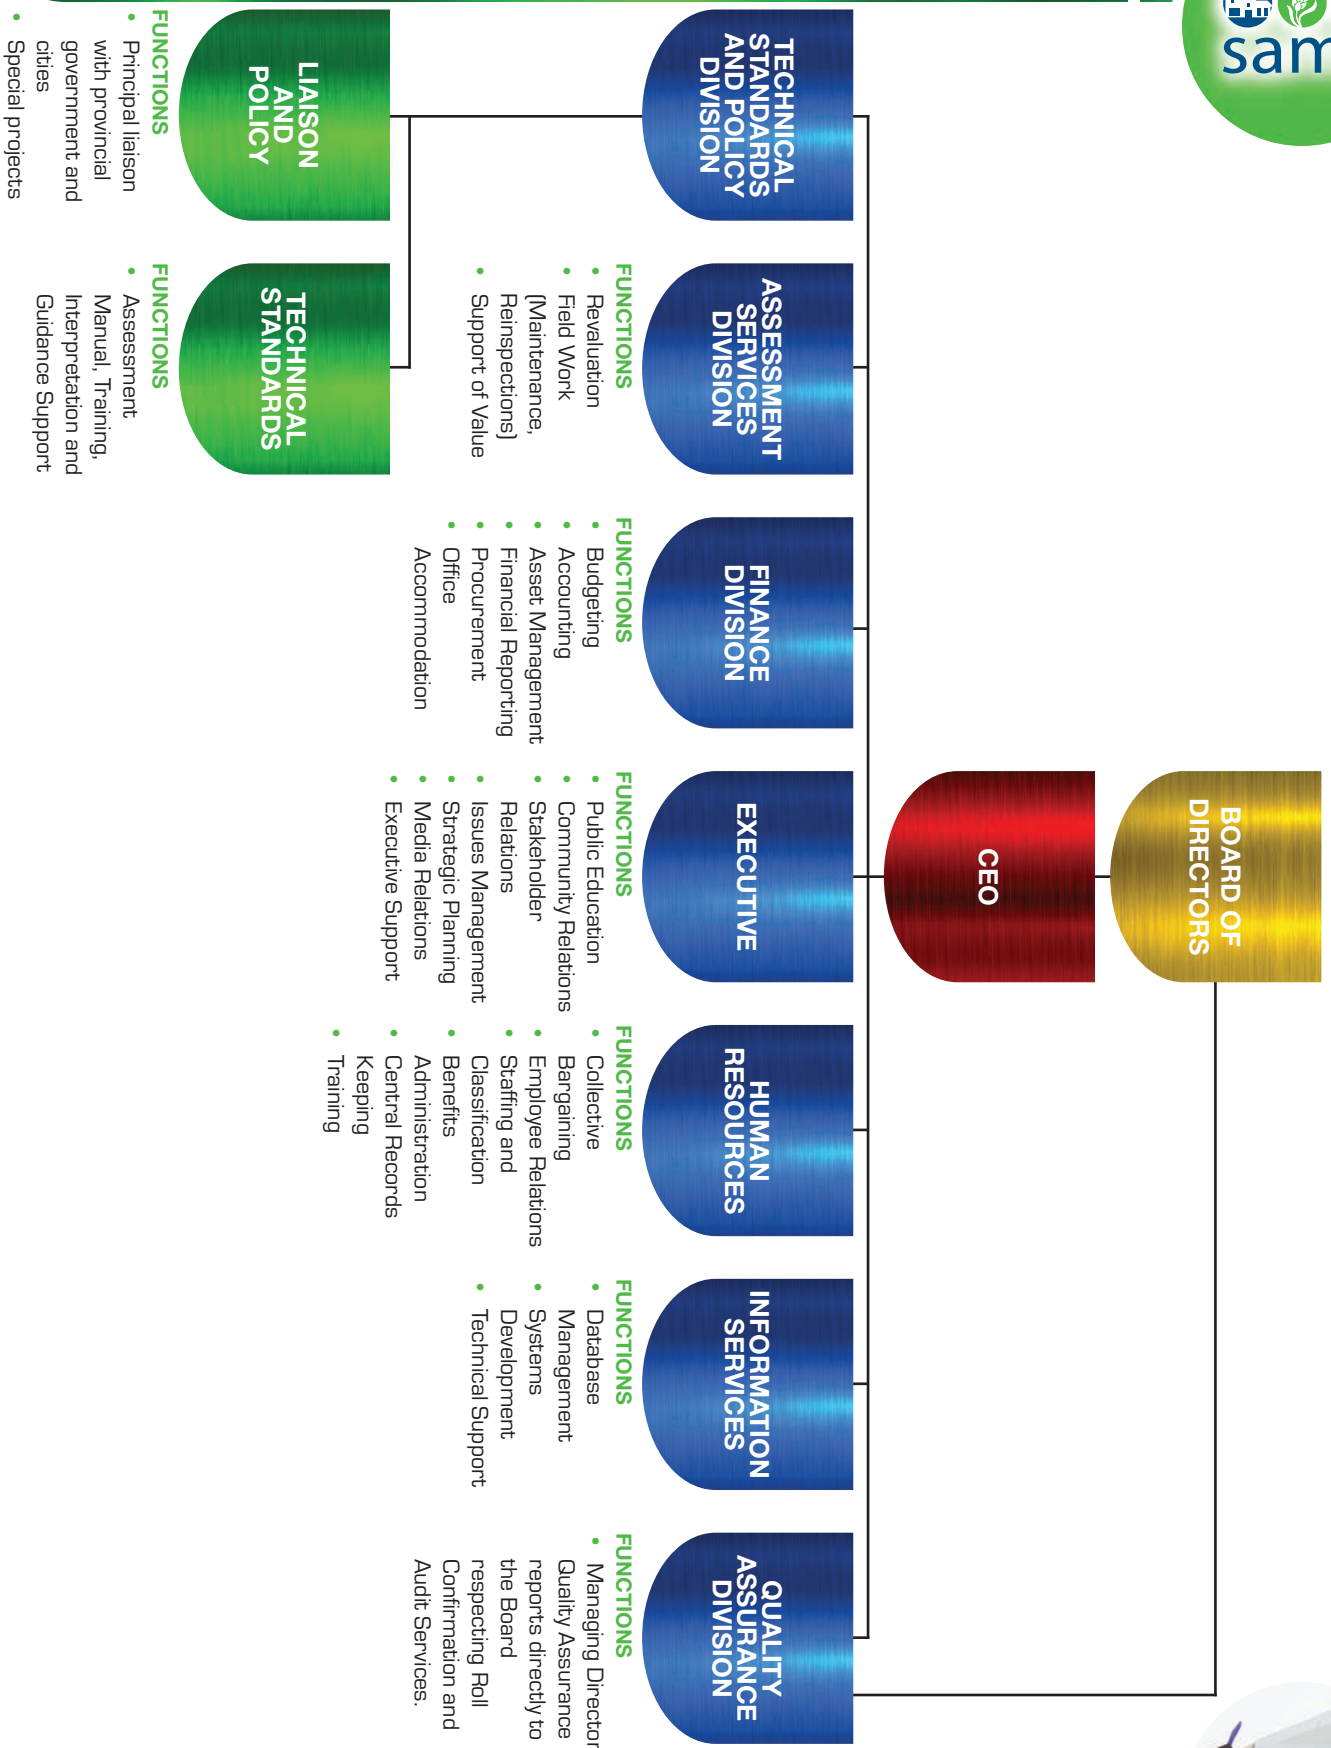 sam
BOARD OF
DIRECTORS
CEO
TECHNICAL
STANDARDS
AND POLICY
DIVISION
ASSESSMENT
SERVICES
DIVISION
FUNCTIONS
• Revaluation
• Field Work
(Maintenance,
Reinspections)
• Support of Value
FINANCE
DIVISION
FUNCTIONS
• Budgeting
• Accounting
• Asset Management
• Financial Reporting
• Procurement
• Office
Accommodation
EXECUTIVE
FUNCTIONS
• Public Education
• Community Relations
• Stakeholder
Relations
• Issues Management
• Strategic Planning
• Media Relations
• Executive Support
HUMAN
RESOURCES
FUNCTIONS
• Collective
Bargaining
• Employee Relations
• Staffing and
Classification
• Benefits
Administration
• Central Records
Keeping
• Training
INFORMATION
SERVICES
FUNCTIONS
• Database
Management
• Systems
Development
• Technical Support
QUALITY
ASSURANCE
DIVISION
FUNCTIONS
• Managing Director
Quality Assurance
reports directly to
the Board
respecting Roll
Confirmation and
Audit Services.
LIAISON
AND
POLICY
FUNCTIONS
• Principal liaison
with provincial
government and
cities
• Special projects
TECHNICAL
STANDARDS
FUNCTIONS
• Assessment
Manual, Training,
Interpretation and
Guidance Support